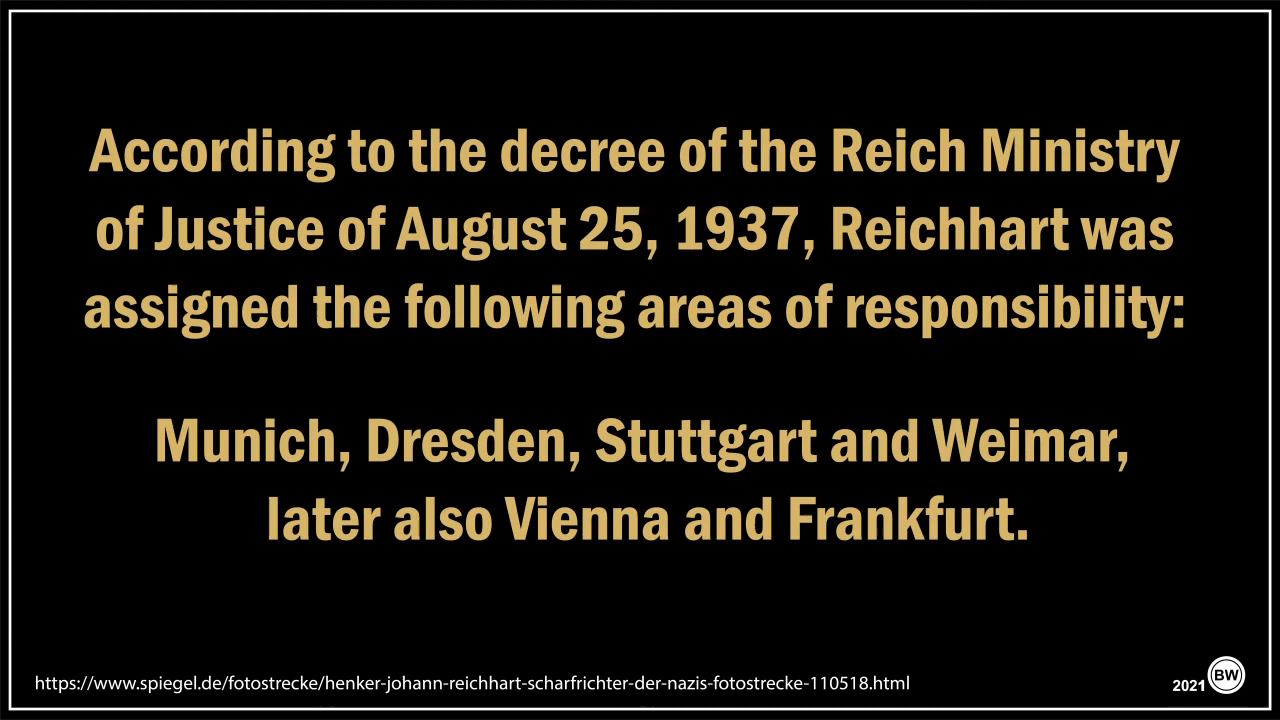 According to the decree of the Reich Ministry
of Justice of August 25, 1937, Reichhart was
assigned the following areas of responsibility:
Munich, Dresden, Stuttgart and Weimar,
later also Vienna and Frankfurt.
https://www.spiegel.de/fotostrecke/henker-johann-reichhart-scharfrichter-der-nazis-fotostrecke-110518.html
2021 BW